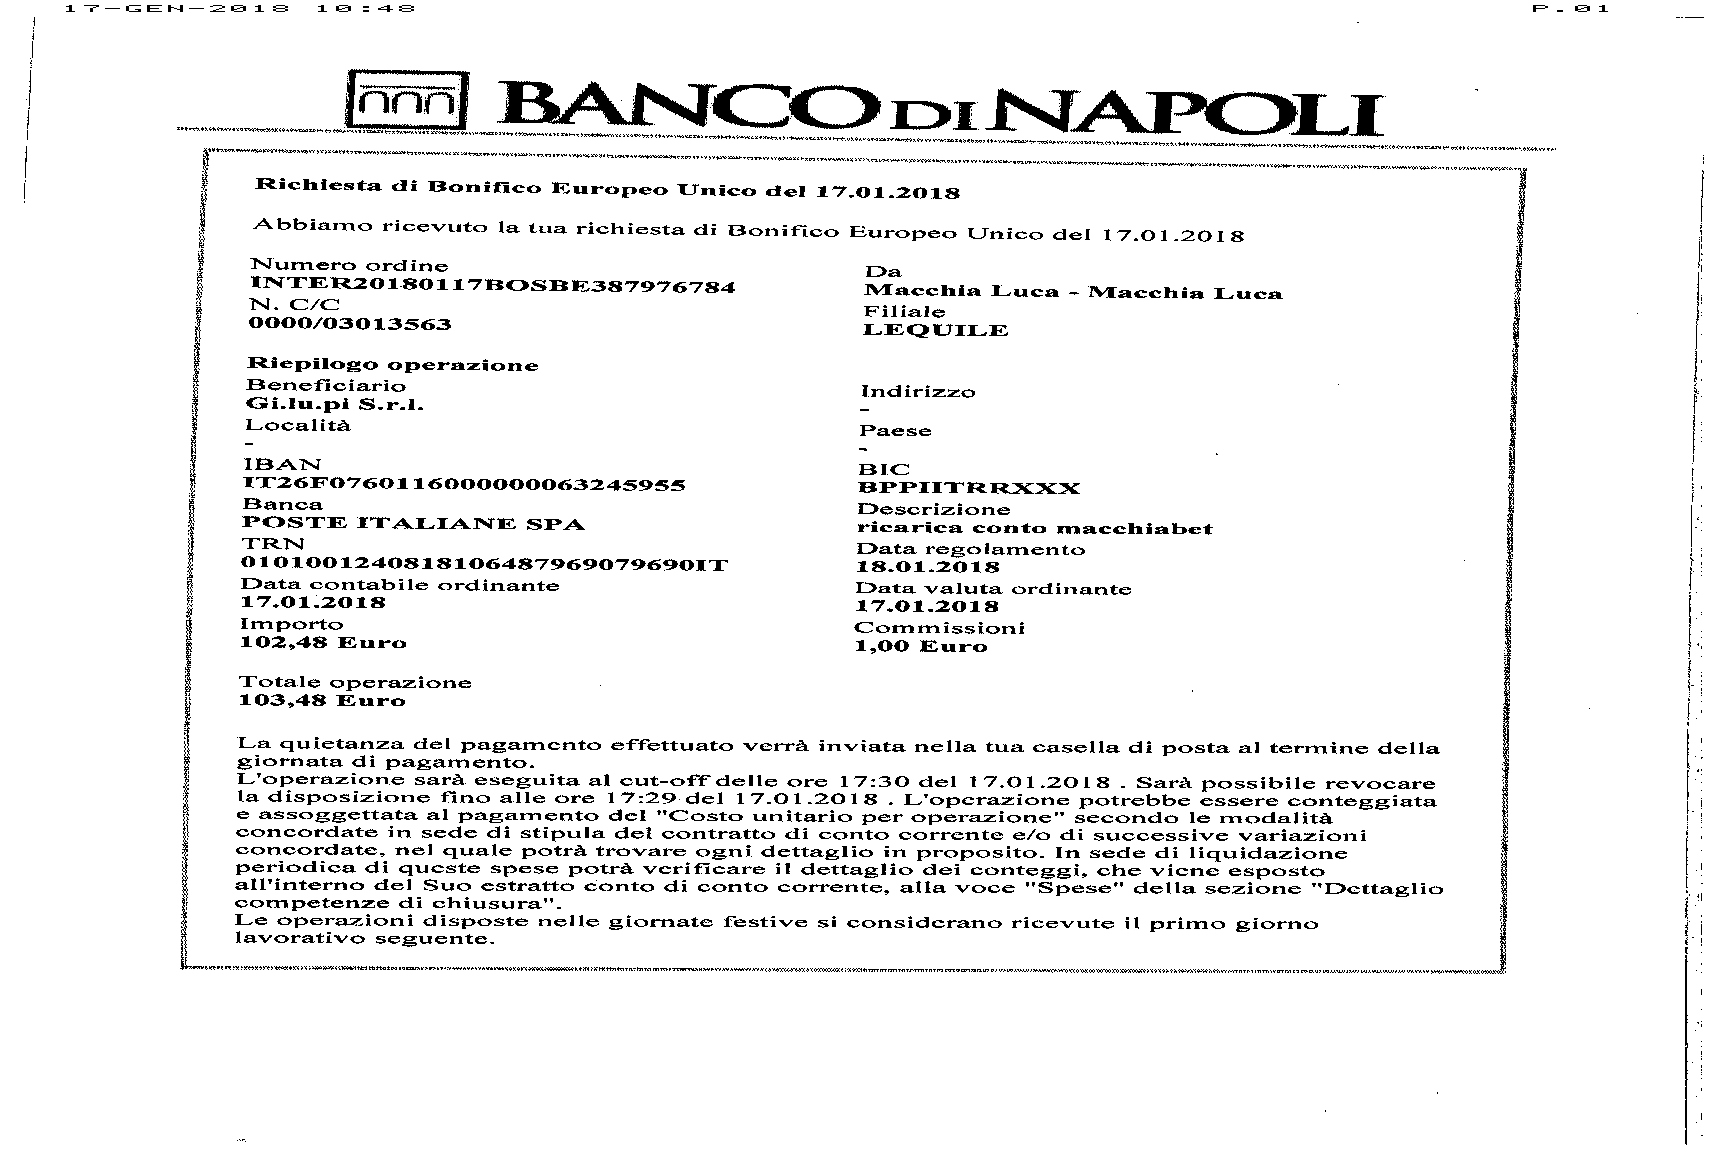 17-GEN-2018 10:48 P.01
BANCO DI NAPOLI
Richiesta di Bonifico Europeo Unico del 17.01.2018
Abbiamo ricevuto la tua richiesta di Bonifico Europeo Unico del 17.01.2018
Numero ordine
INTER20180117BOSBE387976784
N. C/C
0000/03013563
Da
Macchia Luca - Macchia Luca
Filiale
LEQUILE
Riepilogo operazione
Beneficiario
Gi.lu.pi S.r.l.
Località
-
IBAN
IT26F0760116000000063245955
Banca
POSTE ITALIANE SPA
TRN
0101001240818106487969079690IT
Data contabile ordinante
17.01.2018
Importo
102,48 Euro
Indirizzo
-
Paese
-
BIC
BPPIITRRXXX
Descrizione
ricarica conto macchiabet
Data regolamento
18.01.2018
Data valuta ordinante
17.01.2018
Commissioni
1,00 Euro
Totale operazione
103,48 Euro
La quietanza del pagamento effettuato verrà inviata nella tua casella di posta al termine della
giornata di pagamento.
L'operazione sarà eseguita al cut-off delle ore 17:30 del 17.01.2018 . Sarà possibile revocare
la disposizione fino alle ore 17:29 del 17.01.2018 . L'operazione potrebbe essere conteggiata
e assoggettata al pagamento del "Costo unitario per operazione" secondo le modalità
concordate in sede di stipula del contratto di conto corrente e/o di successive variazioni
concordate, nel quale potrà trovare ogni dettaglio in proposito. In sede di liquidazione
periodica di queste spese potrà verificare il dettaglio dei conteggi, che viene esposto
all'interno del Suo estratto conto di conto corrente, alla voce "Spese" della sezione "Dettaglio
competenze di chiusura".
Le operazioni disposte nelle giornate festive si considerano ricevute il primo giorno
lavorativo seguente.